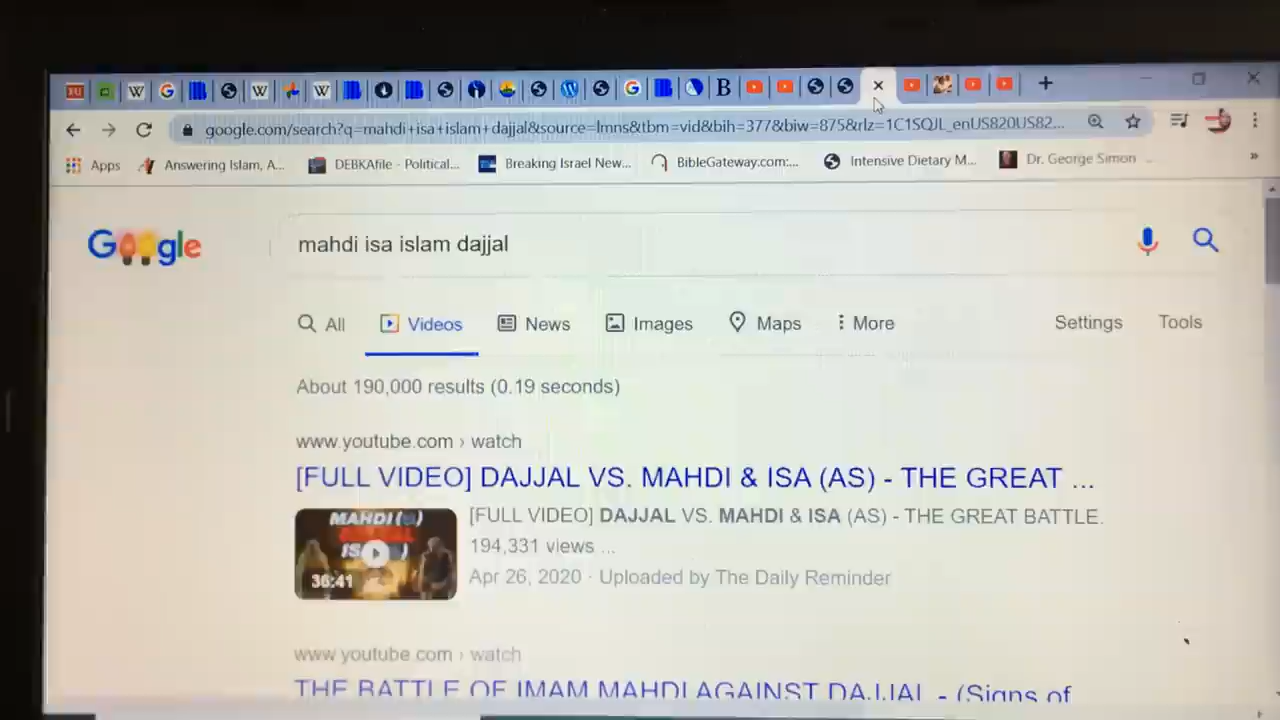 google.com/search?q=mahdi+isa+islam+dajjal&source=lmns&tbm=vid&bih=377&biw=875&rlz=1C1SQJL_enUS820US82...
Apps Answering Islam, A... DEBKAfile - Political... Breaking Israel New... BibleGateway.com:... Intensive Dietary M... Dr. George Simon
Google
mahdi isa islam dajjal
All Videos News Images Maps More Settings Tools
About 190,000 results (0.19 seconds)
www.youtube.com › watch
[FULL VIDEO] DAJJAL VS. MAHDI & ISA (AS) - THE GREAT ...
[FULL VIDEO] DAJJAL VS. MAHDI & ISA (AS) - THE GREAT BATTLE.
194,331 views ...
36:41
Apr 26, 2020 · Uploaded by The Daily Reminder
www.youtube.com › watch
THE BATTLE OF IMAM MAHDI AGAINST DAJJAL - (Signs of